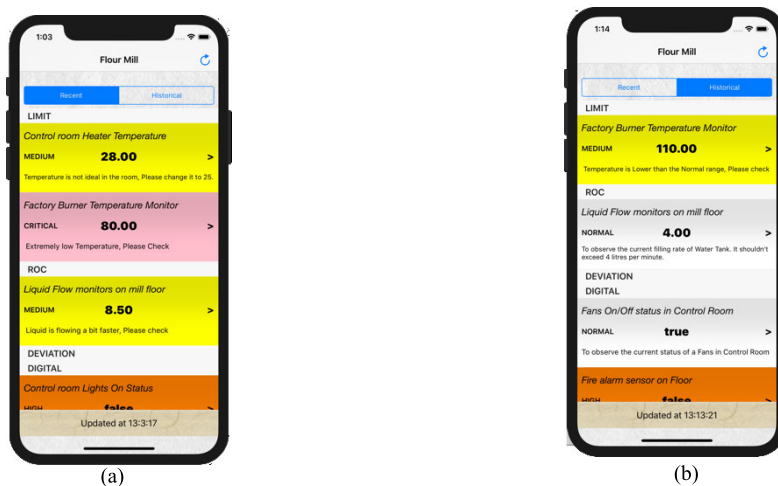 1:03
Flour Mill
Recent Historical
LIMIT
Control room Heater Temperature
MEDIUM 28.00 >
Temperature is not ideal in the room, Please change it to 25.
Factory Burner Temperature Monitor
CRITICAL 80.00 >
Extremely low Temperature, Please Check
ROC
Liquid Flow monitors on mill floor
MEDIUM 8.50 >
Liquid is flowing a bit faster, Please check
DEVIATION
DIGITAL
Control room Lights On Status
HIGH false >
Updated at 13:3:17
(a)
1:14
Flour Mill
Recent Historical
LIMIT
Factory Burner Temperature Monitor
MEDIUM 110.00 >
Temperature is Lower than the Normal range, Please check
ROC
Liquid Flow monitors on mill floor
NORMAL 4.00 >
To observe the current filling rate of Water Tank. It shouldn't
exceed 4 litres per minute.
DEVIATION
DIGITAL
Fans On/Off status in Control Room
NORMAL true >
To observe the current status of a Fans in Control Room
Fire alarm sensor on Floor
HIGH false >
Updated at 13:13:21
(b)